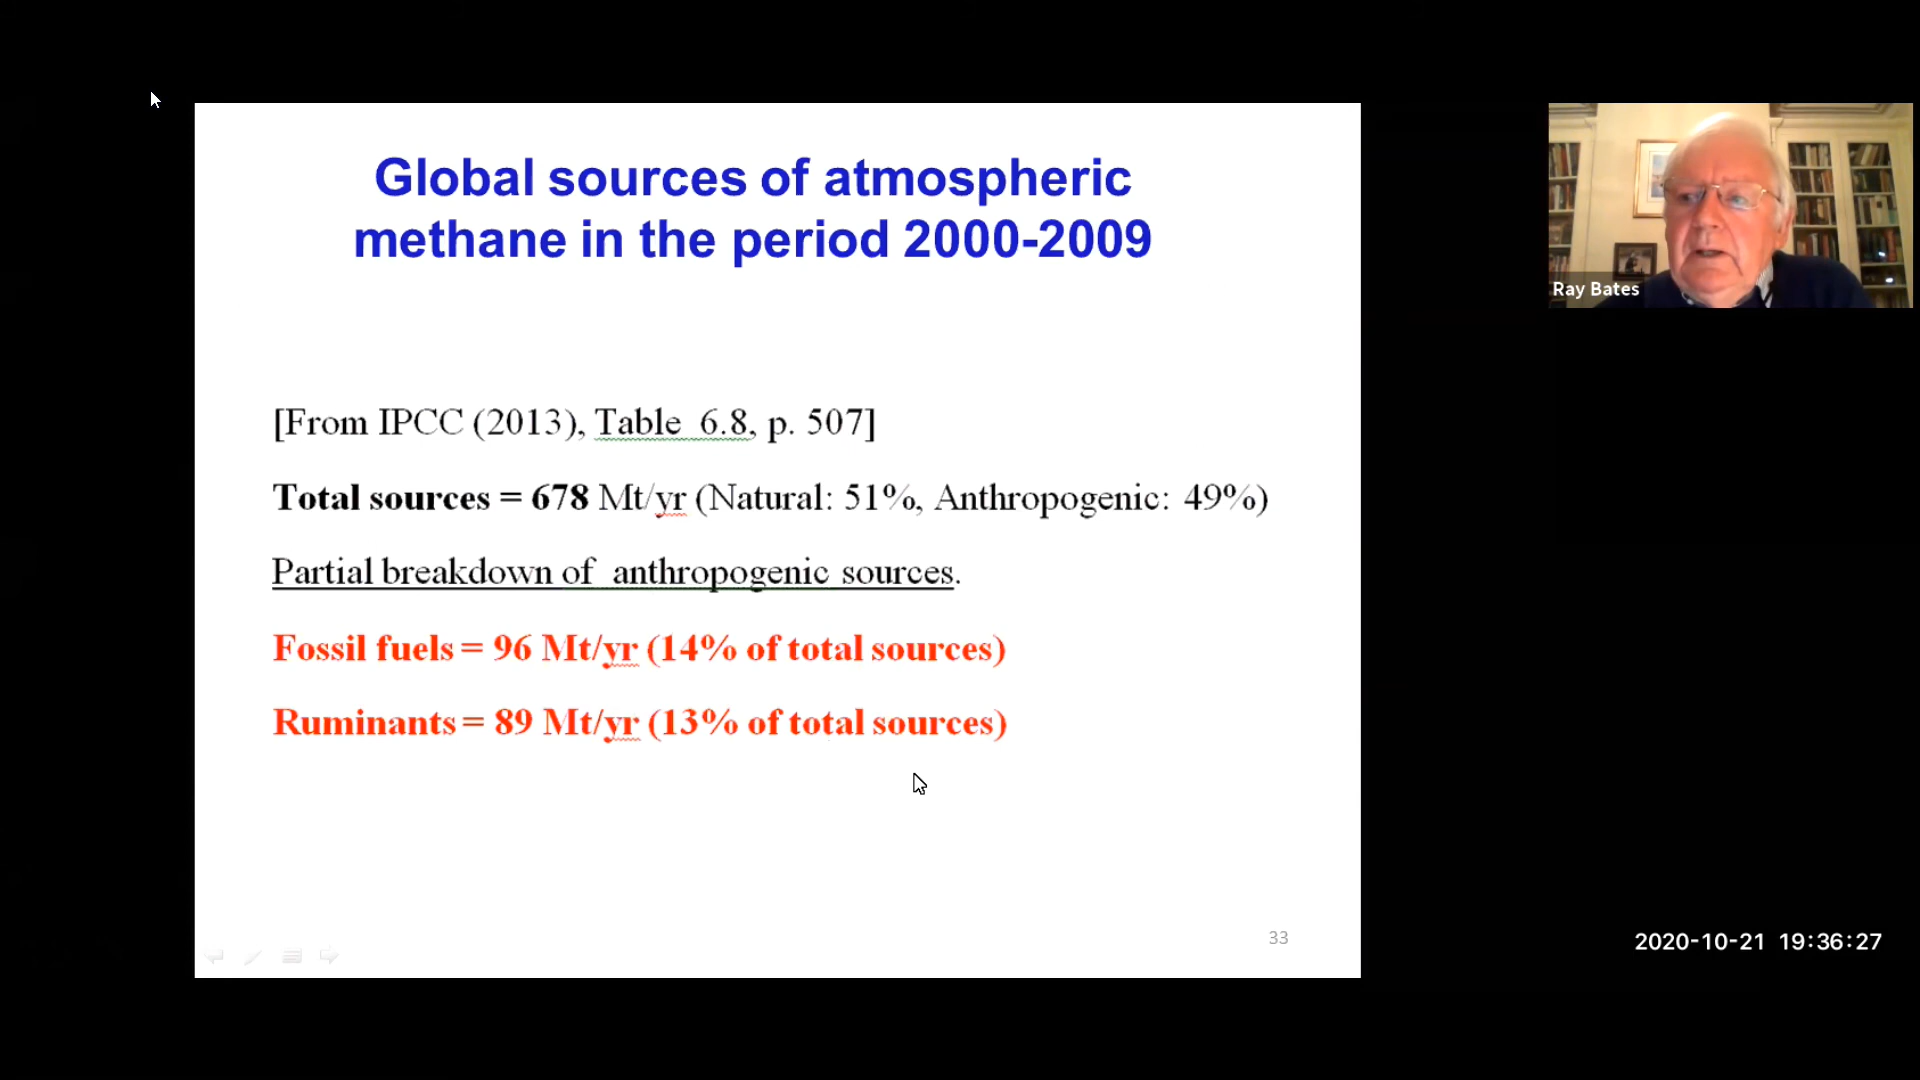 Global sources of atmospheric
methane in the period 2000-2009
[From IPCC (2013), Table 6.8, p. 507]
Total sources = 678 Mt/yr (Natural: 51%, Anthropogenic: 49%)
Partial breakdown of anthropogenic sources.
Fossil fuels = 96 Mt/yr (14% of total sources)
Ruminants = 89 Mt/yr (13% of total sources)
33
Ray Bates
2020-10-21 19:36:27